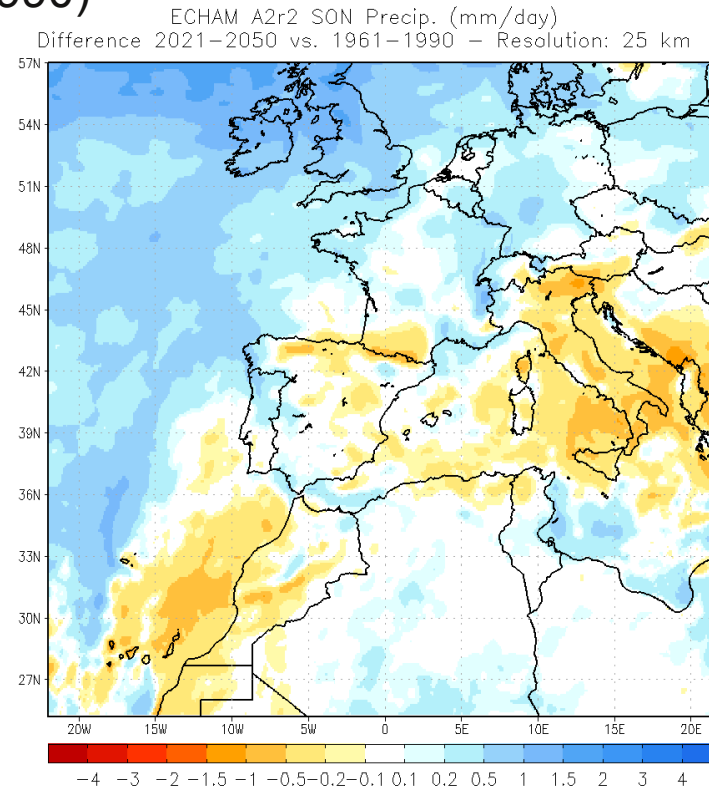 ECHAM A2r2 SON Precip. (mm/day)
Difference 2021-2050 vs. 1961-1990 - Resolution: 25 km
57N
54N
51N
48N
45N
42N
39N
36N
33N
30N
27N
20W 15W 10W 5W 0 5E 10E 15E 20E
-4 -3 -2 -1.5 -1 -0.5-0.2-0.1 0.1 0.2 0.5 1 1.5 2 3 4